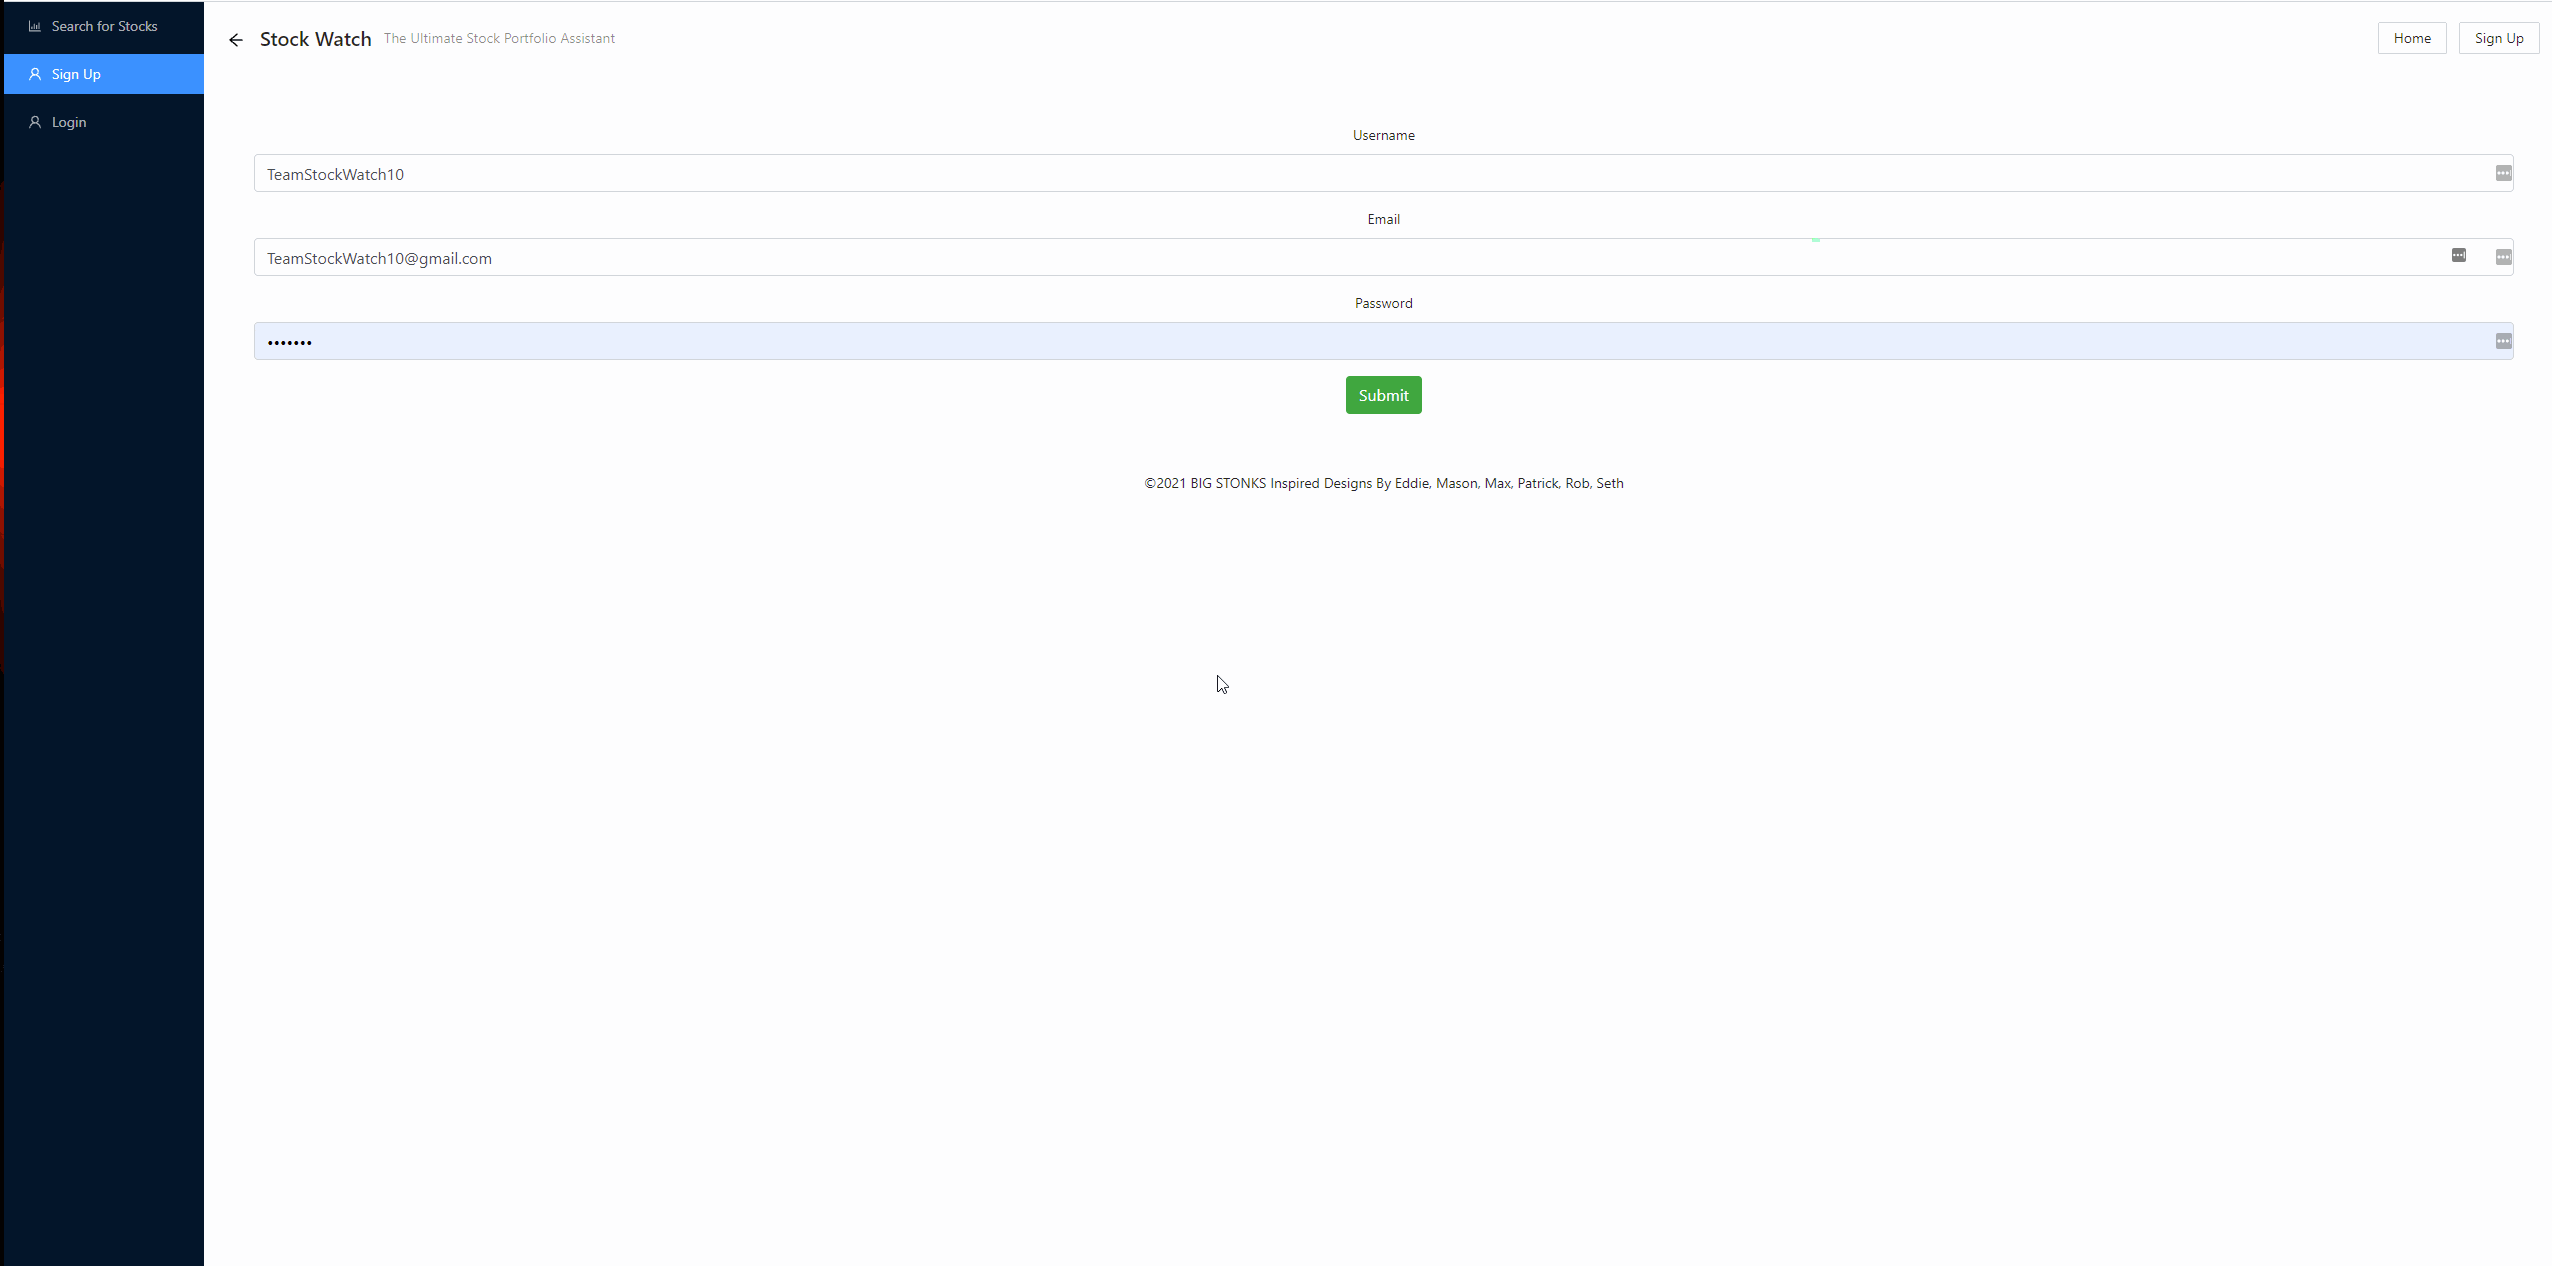 Search for Stocks
Sign Up
Login
Stock Watch The Ultimate Stock Portfolio Assistant
Home
Sign Up
Username
TeamStockWatch10
Email
TeamStockWatch10@gmail.com
Password
•••••••
Submit
©2021 BIG STONKS Inspired Designs By Eddie, Mason, Max, Patrick, Rob, Seth